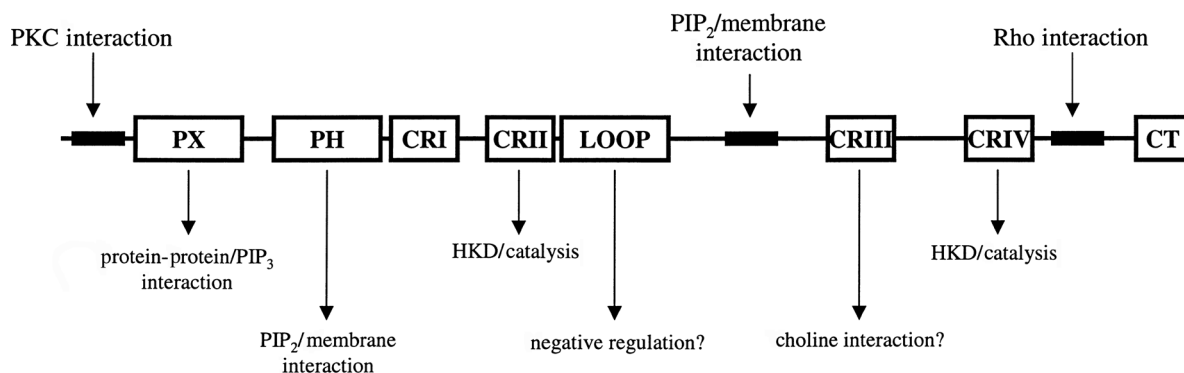 PKC interaction
PIP2/membrane
interaction
Rho interaction
PX
PH
CRI
CRII
LOOP
CRIII
CRIV
CT
protein-protein/PIP3
interaction
HKD/catalysis
HKD/catalysis
PIP2/membrane
interaction
negative regulation?
choline interaction?